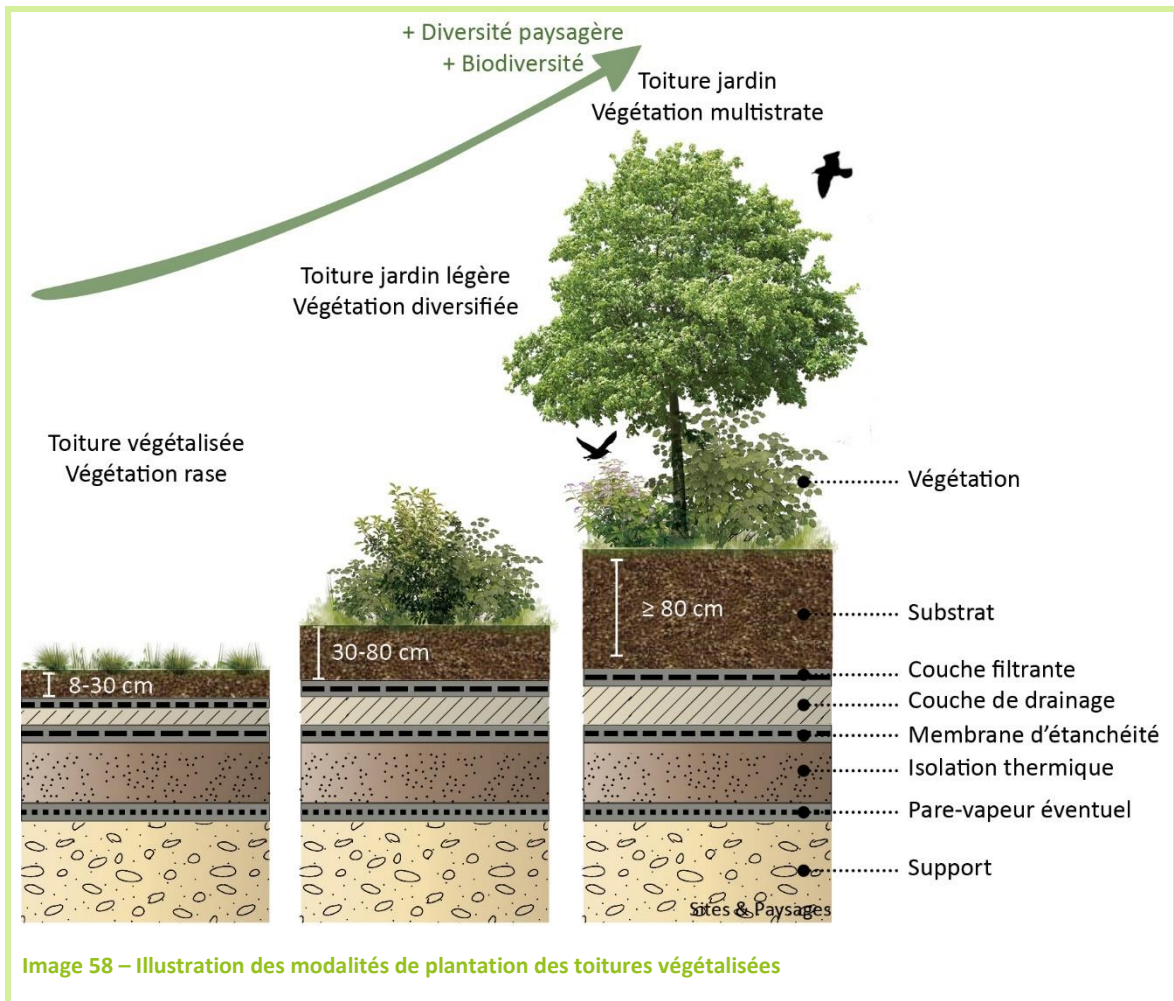 + Diversité paysagère
+ Biodiversité
Toiture jardin
Végétation multistrate
Toiture jardin légère
Végétation diversifiée
Toiture végétalisée
Végétation rase
8-30 cm
30-80 cm
≥ 80 cm
Végétation
Substrat
Couche filtrante
Couche de drainage
Membrane d'étanchéité
Isolation thermique
Pare-vapeur éventuel
Support
Sites & Paysages
Image 58 – Illustration des modalités de plantation des toitures végétalisées